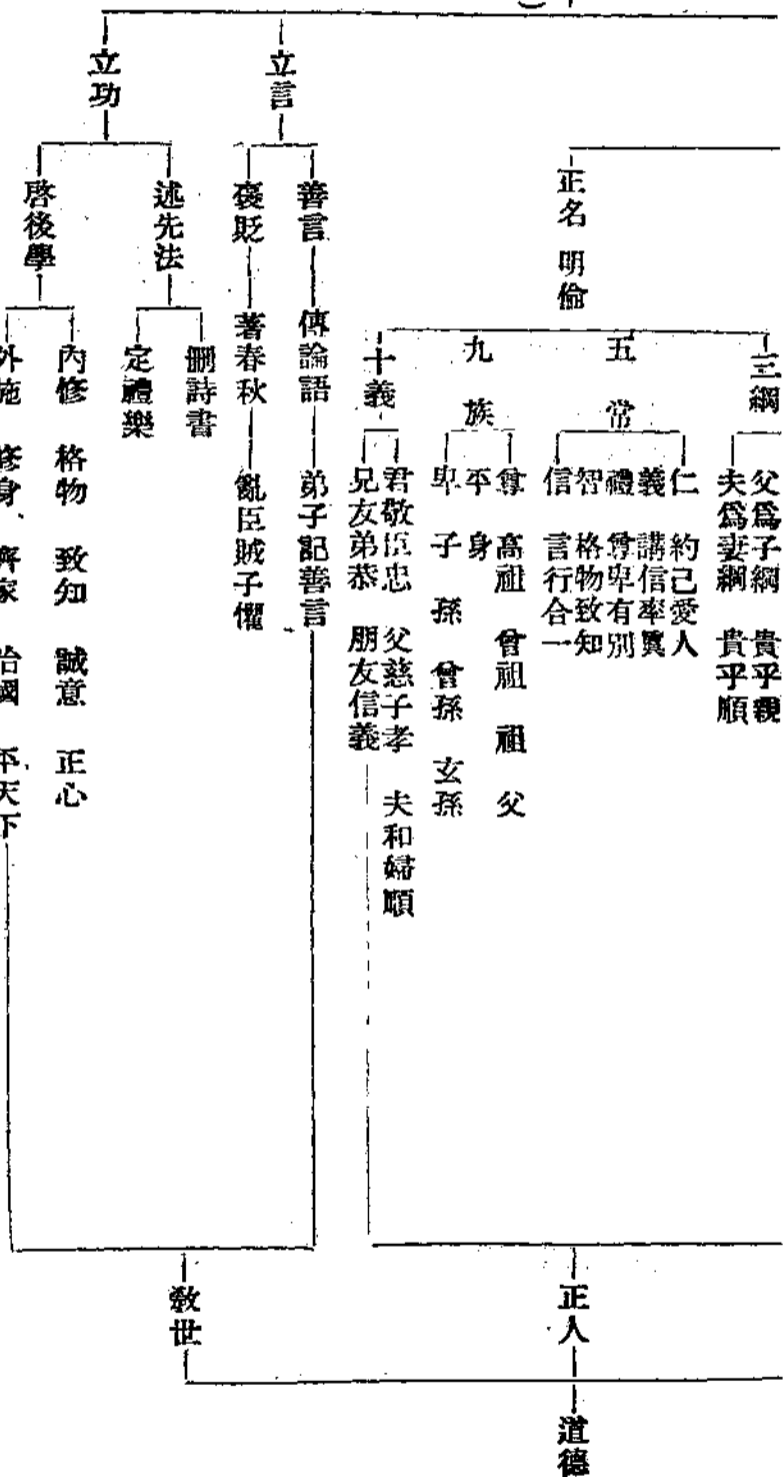 正名 明倫
三綱
父爲子綱 貴乎親
夫爲妻綱 貴乎順
五常
仁 約己愛人
義 講信率眞
禮 尊卑有別
智 格物致知
信 言行合一
九族
尊 高祖 曾祖 祖 父
平 身
卑 子 孫 曾孫 玄孫
十義
君敬臣忠 父慈子孝 夫和婦順
兄友弟恭 朋友信義
正人
道德
立言
善言
傳論語
弟子記善言
褒貶
著春秋
亂臣賊子懼
立功
述先法
刪詩書
定禮樂
啓後學
內修 格物 致知 誠意 正心
外施 修身 齊家 治國 平天下
敎世